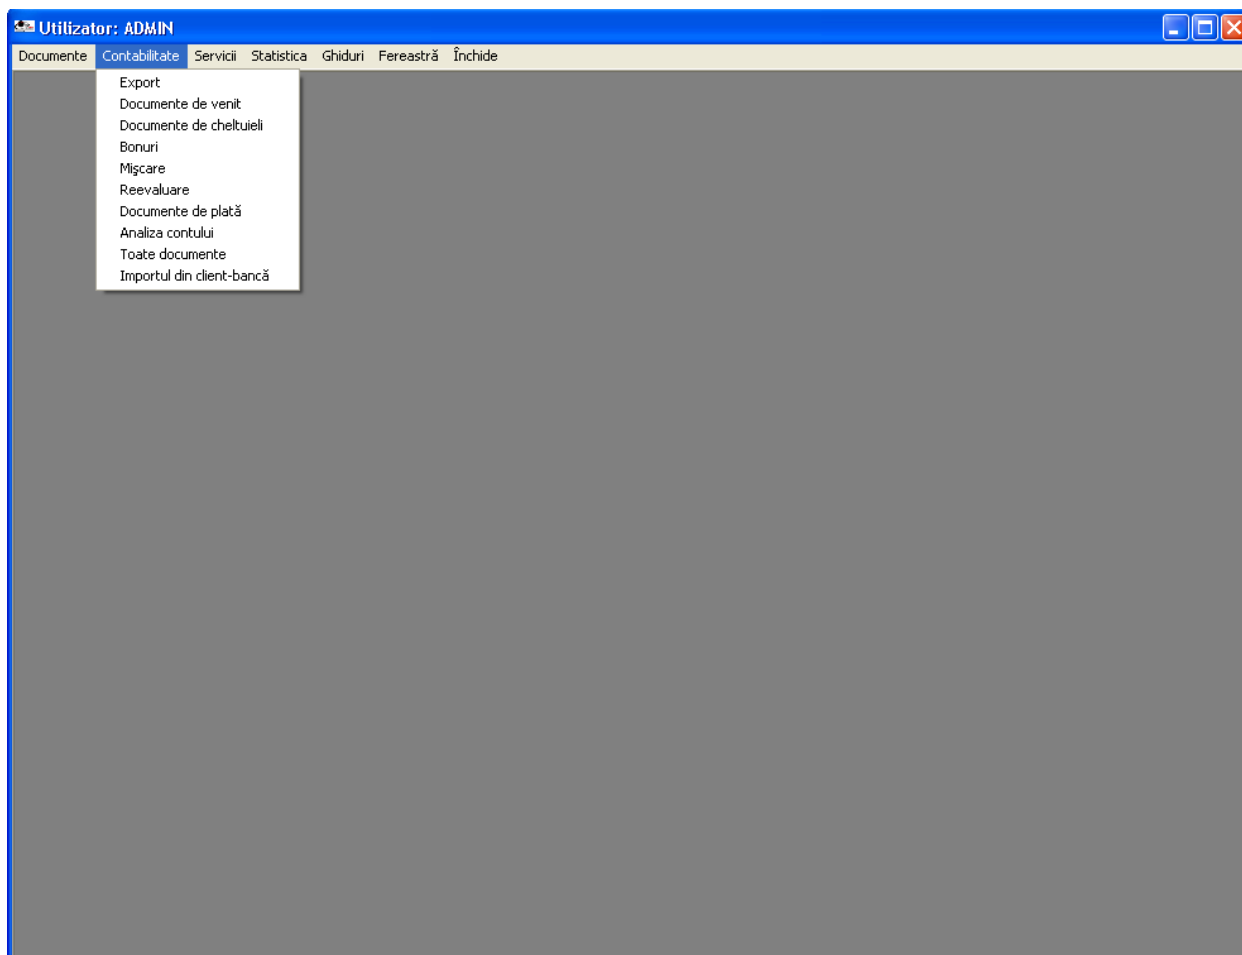 Utilizator: ADMIN
Documente Contabilitate Servicii Statistica Ghiduri Fereastră Închide
Export
Documente de venit
Documente de cheltuieli
Bonuri
Mişcare
Reevaluare
Documente de plată
Analiza contului
Toate documente
Importul din client-bancă